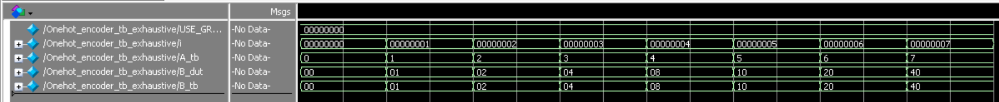 Msgs
/Onehot_encoder_tb_exhaustive/USE_GR... -No Data- 00000000
/Onehot_encoder_tb_exhaustive/i -No Data- 00000000 00000001 00000002 00000003 00000004 00000005 00000006 00000007
/Onehot_encoder_tb_exhaustive/A_tb -No Data- 0 1 2 3 4 5 6 7
/Onehot_encoder_tb_exhaustive/B_dut -No Data- 00 01 02 04 08 10 20 40
/Onehot_encoder_tb_exhaustive/B_tb -No Data- 00 01 02 04 08 10 20 40